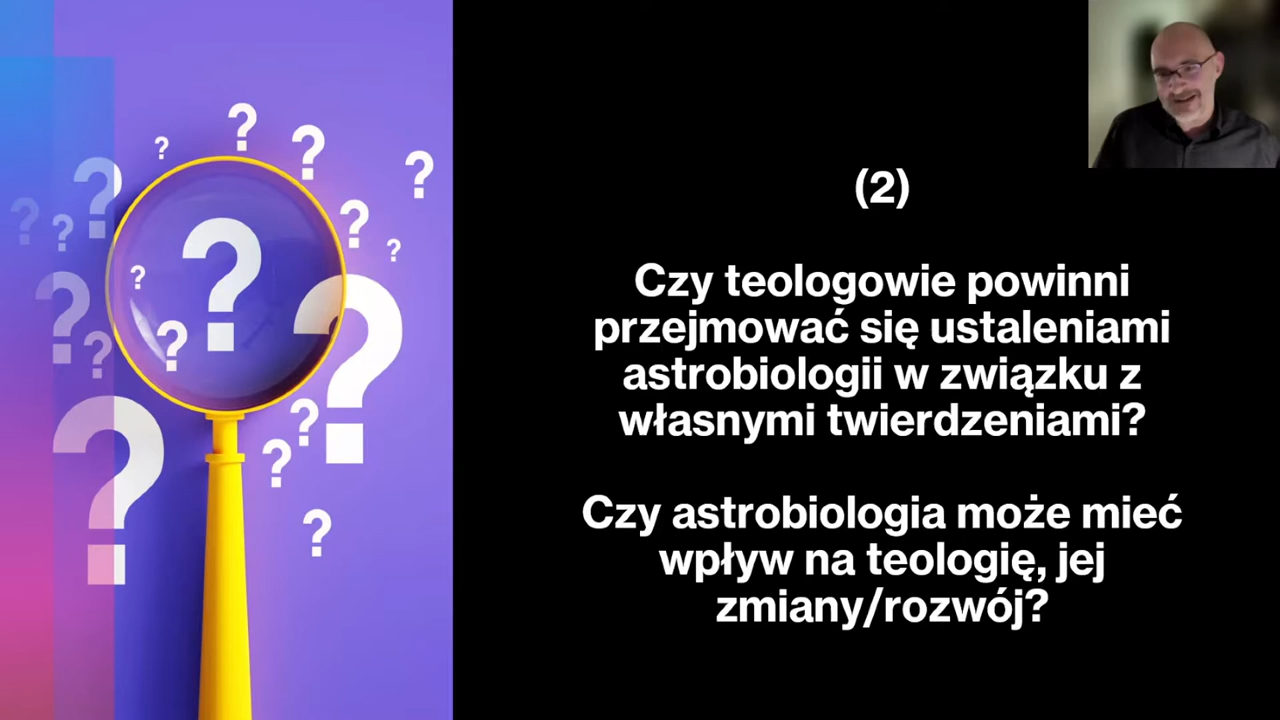 (2)
Czy teologowie powinni
przejmować się ustaleniami
astrobiologii w związku z
własnymi twierdzeniami?
Czy astrobiologia może mieć
wpływ na teologię, jej
zmiany/rozwój?